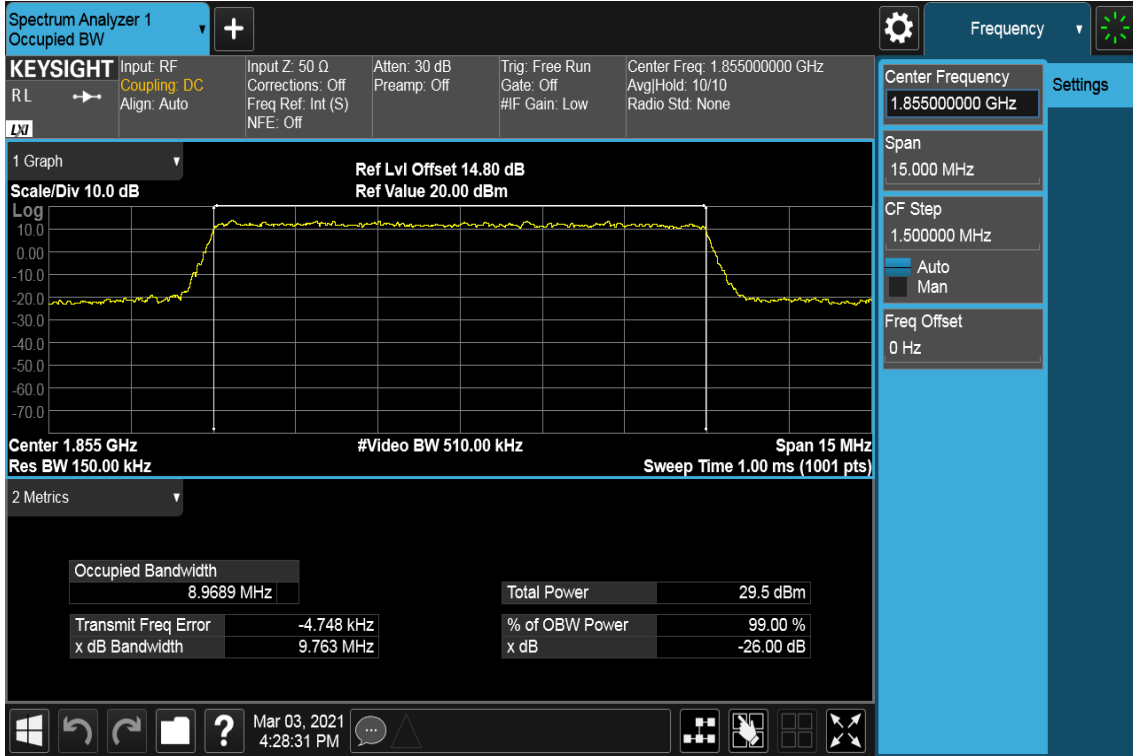 Spectrum Analyzer 1
Occupied BW
+
Frequency
KEYSIGHT
R L
LXI
Input: RF
Coupling: DC
Align: Auto
Input Z: 50 Ω
Corrections: Off
Freq Ref: Int (S)
NFE: Off
Atten: 30 dB
Preamp: Off
Trig: Free Run
Gate: Off
#IF Gain: Low
Center Freq: 1.855000000 GHz
Avg|Hold: 10/10
Radio Std: None
Center Frequency
1.855000000 GHz
Settings
Span
15.000 MHz
CF Step
1.500000 MHz
Auto
Man
Freq Offset
0 Hz
1 Graph
Scale/Div 10.0 dB
Ref Lvl Offset 14.80 dB
Ref Value 20.00 dBm
Log
10.0
0.00
-10.0
-20.0
-30.0
-40.0
-50.0
-60.0
-70.0
Center 1.855 GHz
#Video BW 510.00 kHz
Span 15 MHz
Res BW 150.00 kHz
Sweep Time 1.00 ms (1001 pts)
2 Metrics
Occupied Bandwidth
8.9689 MHz
Total Power 29.5 dBm
Transmit Freq Error -4.748 kHz
% of OBW Power 99.00 %
x dB Bandwidth 9.763 MHz
x dB -26.00 dB
?
Mar 03, 2021
4:28:31 PM